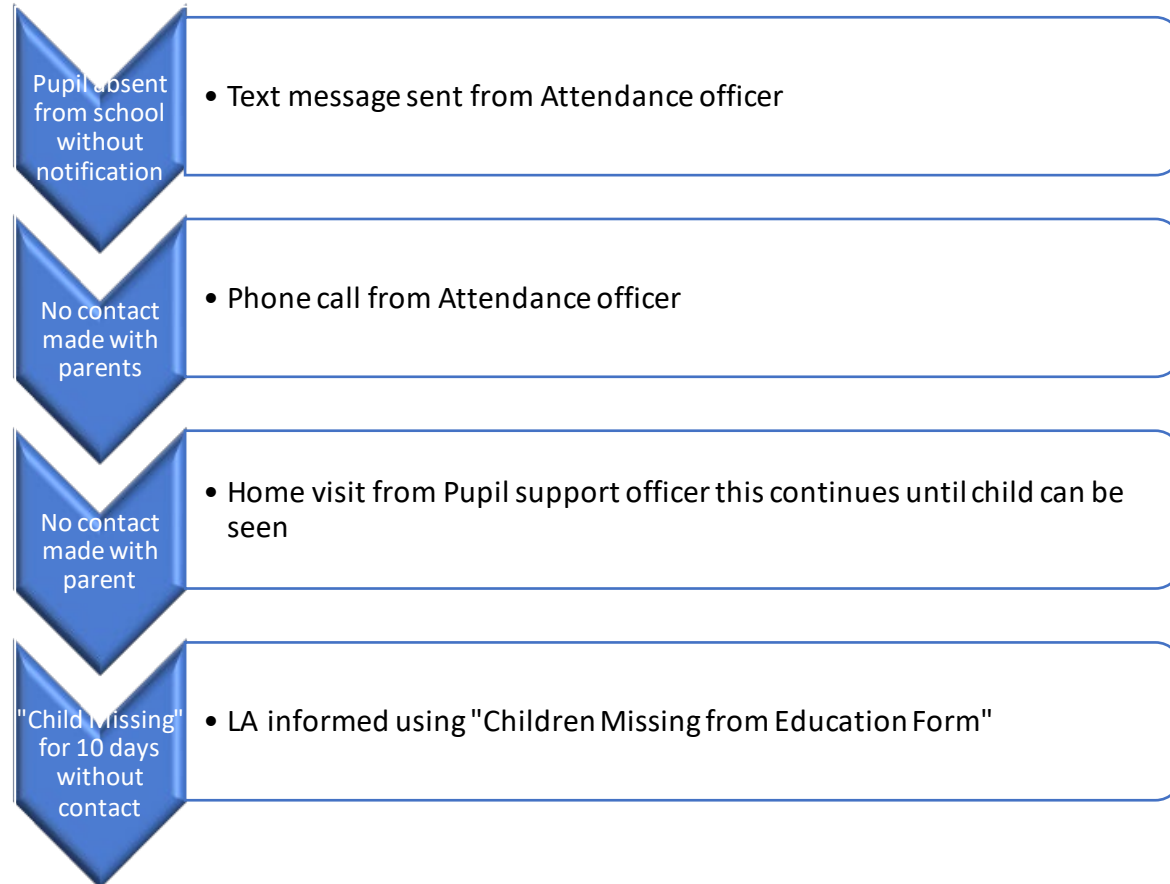 Pupil absent
from school
without
notification
• Text message sent from Attendance officer
No contact
made with
parents
• Phone call from Attendance officer
No contact
made with
parent
• Home visit from Pupil support officer this continues until child can be
seen
"Child Missing"
for 10 days
without
contact
• LA informed using "Children Missing from Education Form"